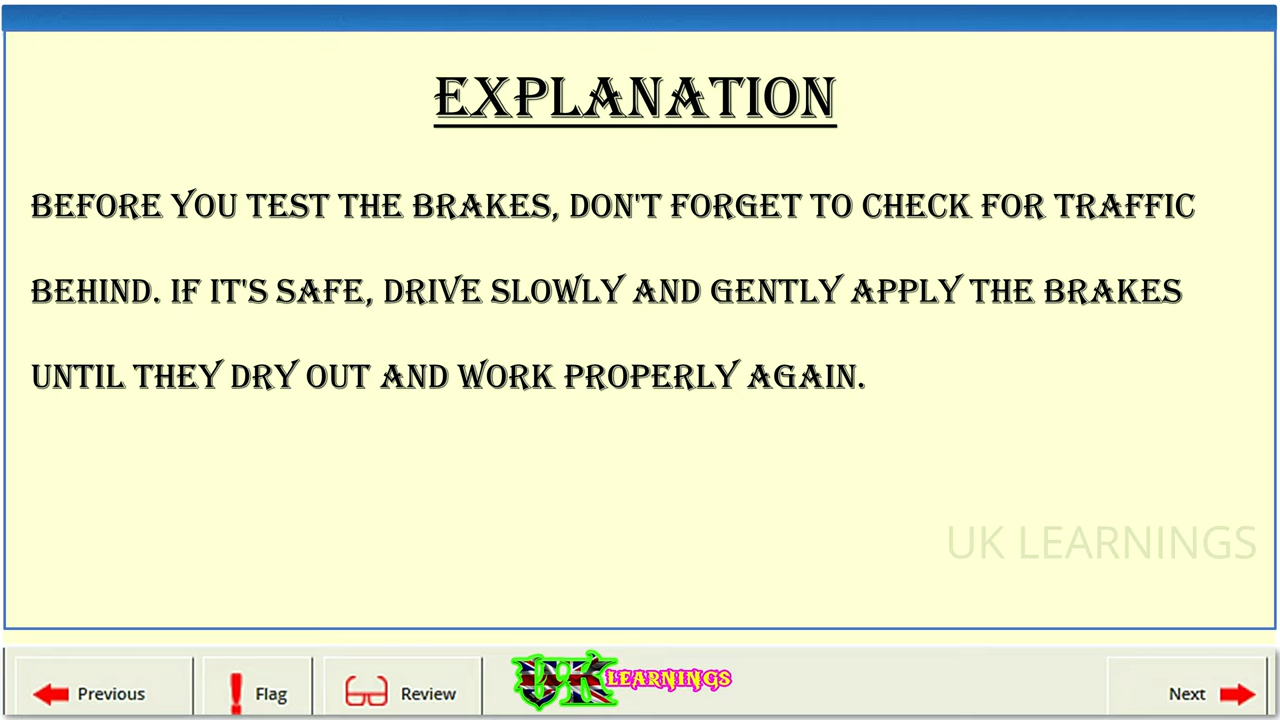 EXPLANATION
BEFORE YOU TEST THE BRAKES, DON'T FORGET TO CHECK FOR TRAFFIC
BEHIND. IF IT'S SAFE, DRIVE SLOWLY AND GENTLY APPLY THE BRAKES
UNTIL THEY DRY OUT AND WORK PROPERLY AGAIN.
UK LEARNINGS
Previous
Flag
Review
UK LEARNINGS
Next